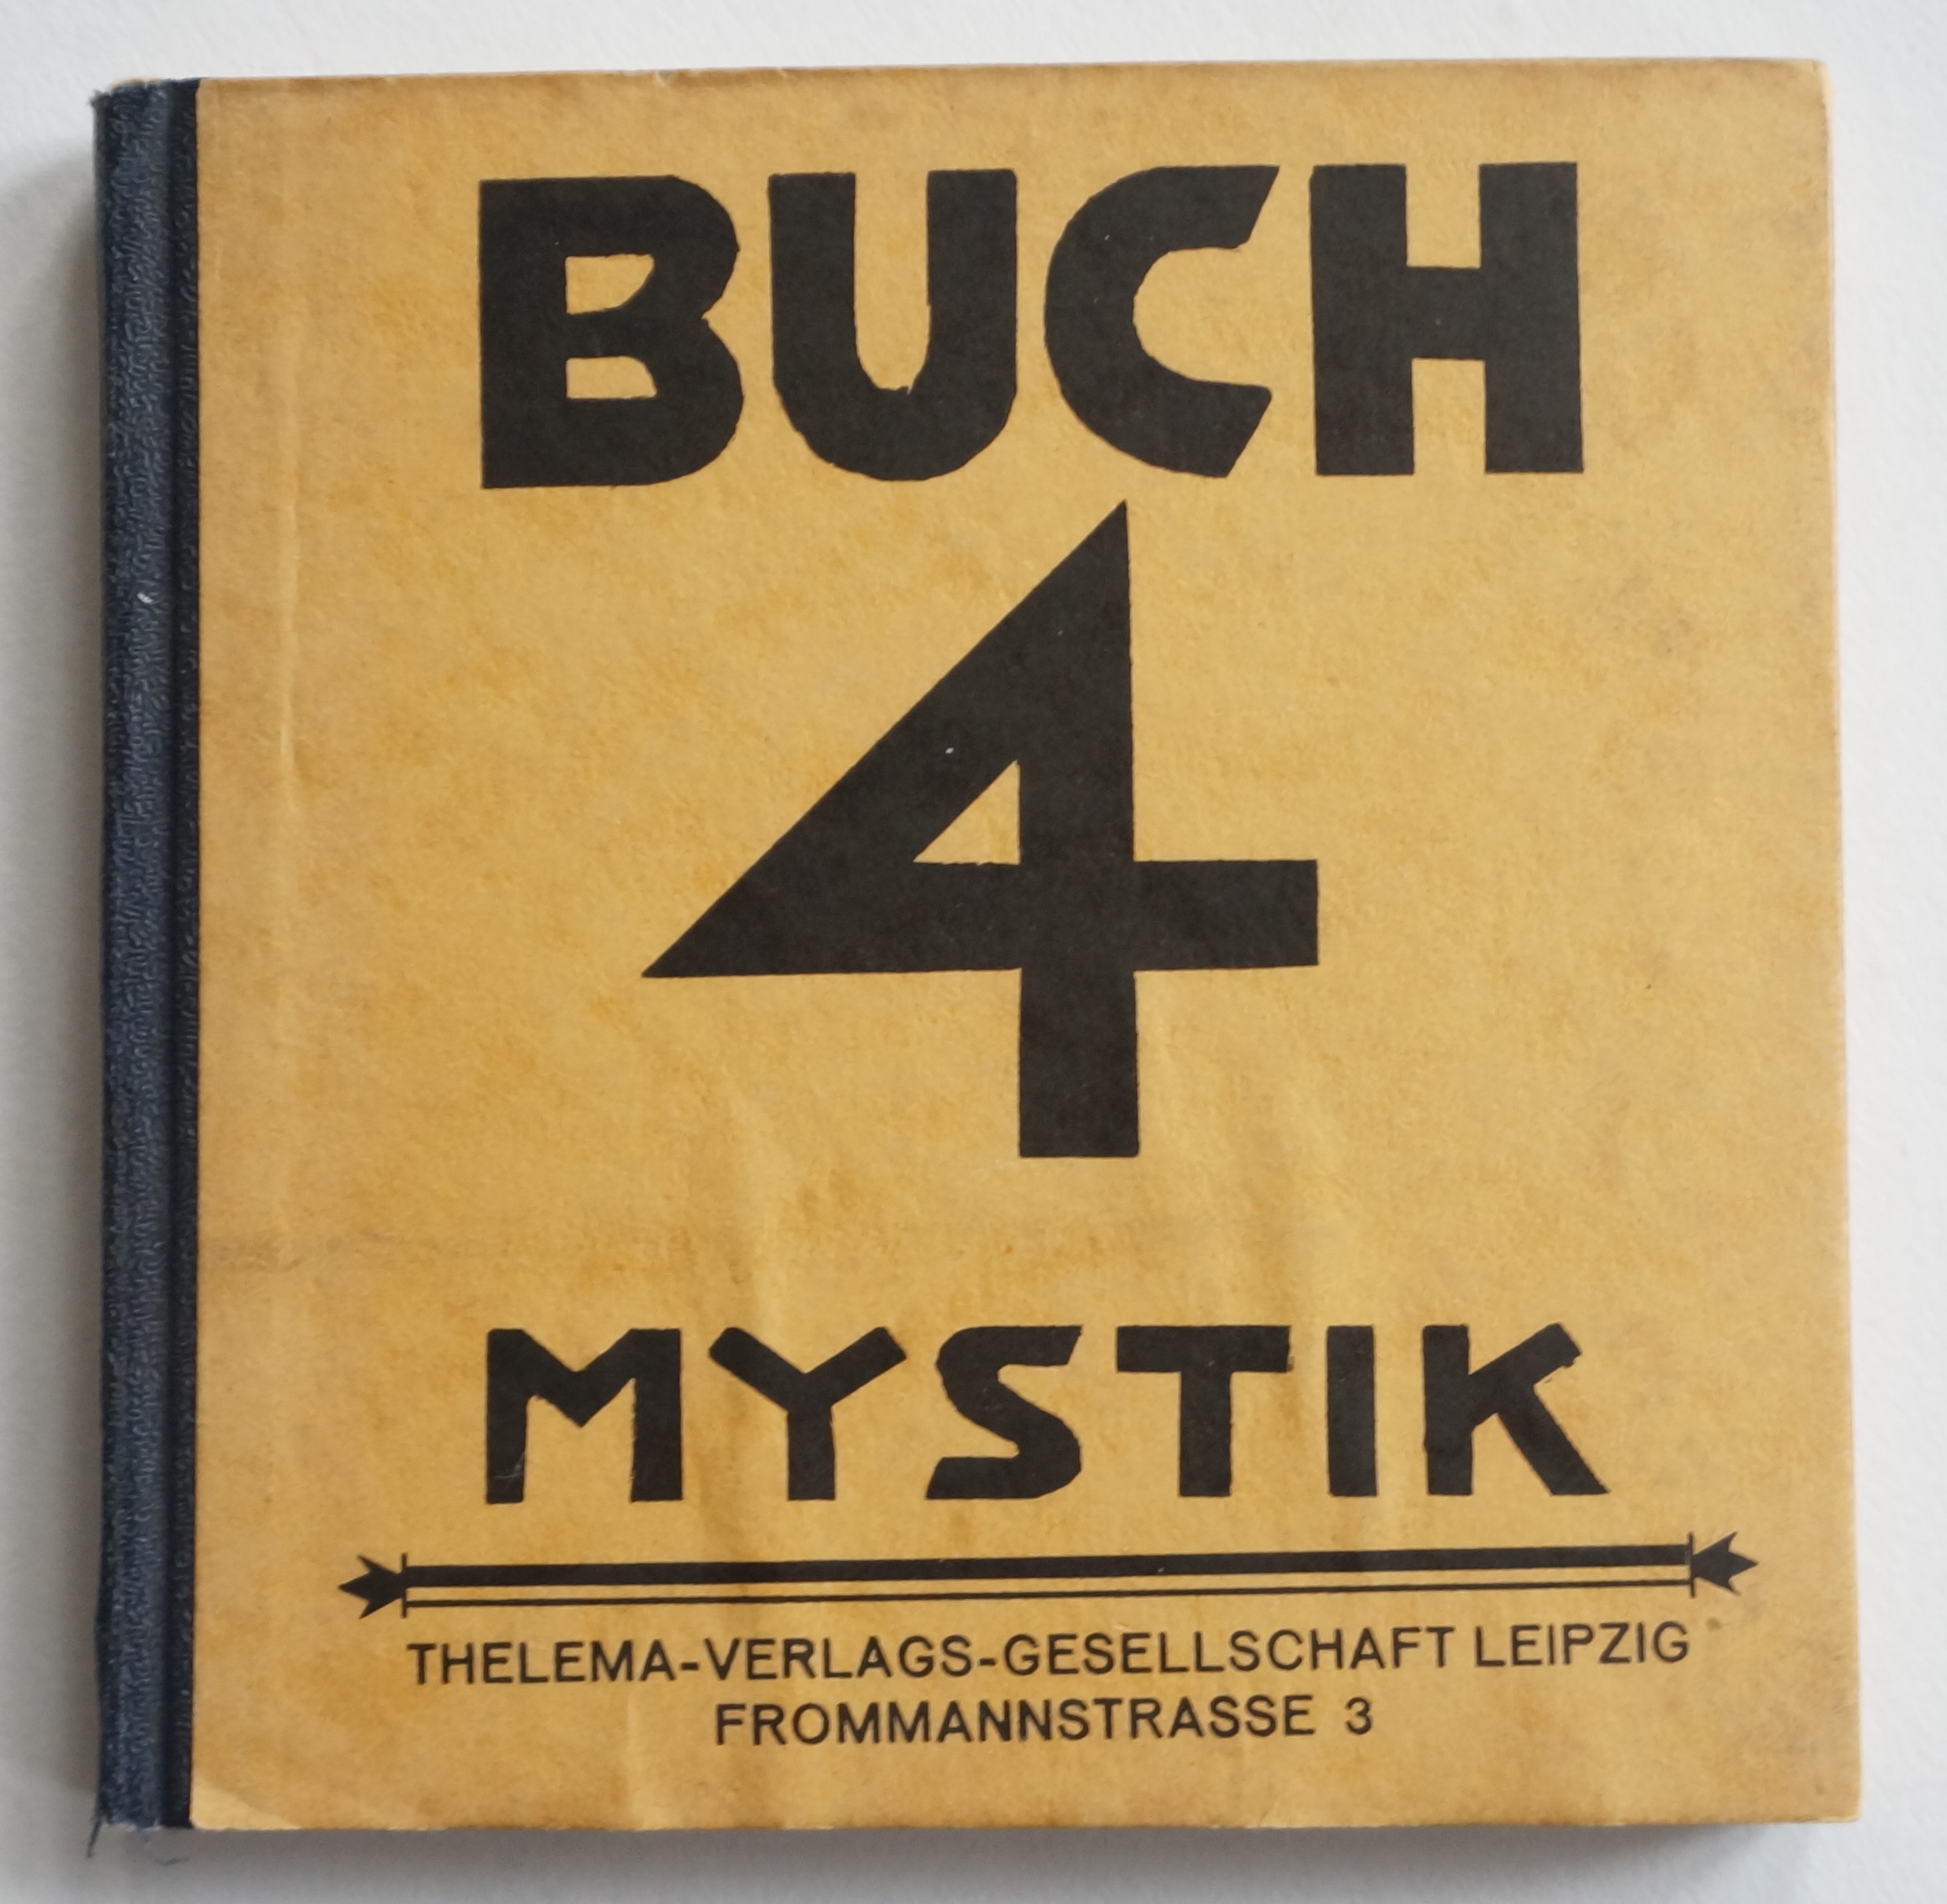 BUCH
4
MYSTIK
THELEMA-VERLAGS-GESELLSCHAFT LEIPZIG
FROMMANNSTRASSE 3